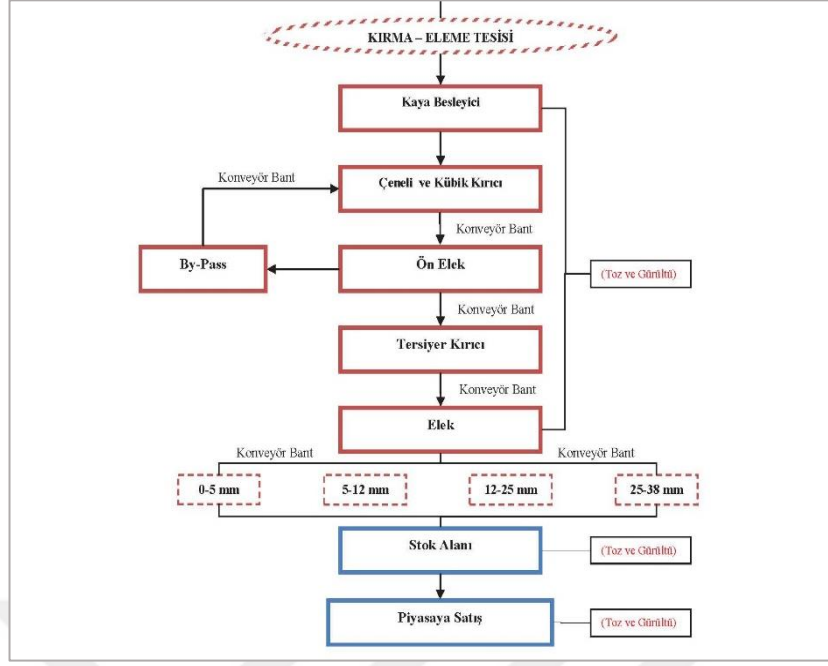 KIRMA – ELEME TESİSİ
Kaya Besleyici
Konveyör Bant
Çeneli ve Kübik Kırıcı
Konveyör Bant
By-Pass
Ön Elek
(Toz ve Gürültü)
Konveyör Bant
Tersiyer Kırıcı
Konveyör Bant
Elek
Konveyör Bant
Konveyör Bant
0-5 mm
5-12 mm
12-25 mm
25-38 mm
Stok Alanı
(Toz ve Gürültü)
Piyasaya Satış
(Toz ve Gürültü)